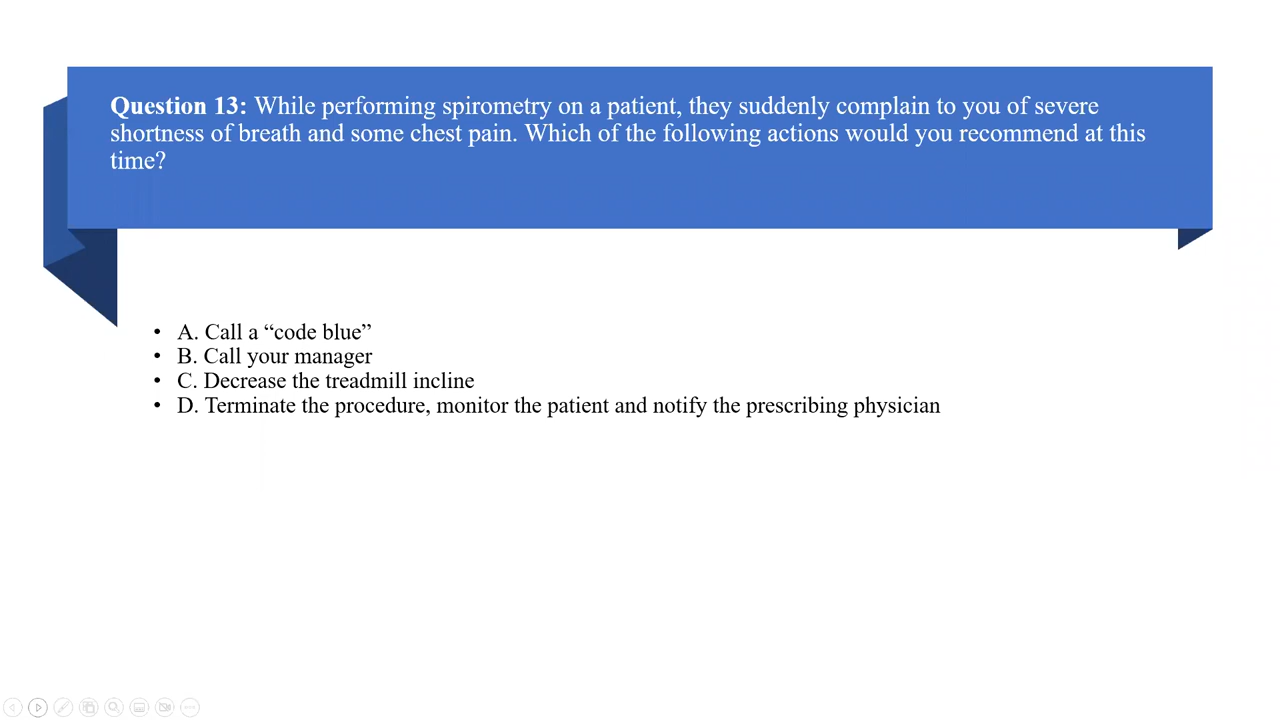 Question 13: While performing spirometry on a patient, they suddenly complain to you of severe
shortness of breath and some chest pain. Which of the following actions would you recommend at this
time?
• A. Call a “code blue”
• B. Call your manager
• C. Decrease the treadmill incline
• D. Terminate the procedure, monitor the patient and notify the prescribing physician